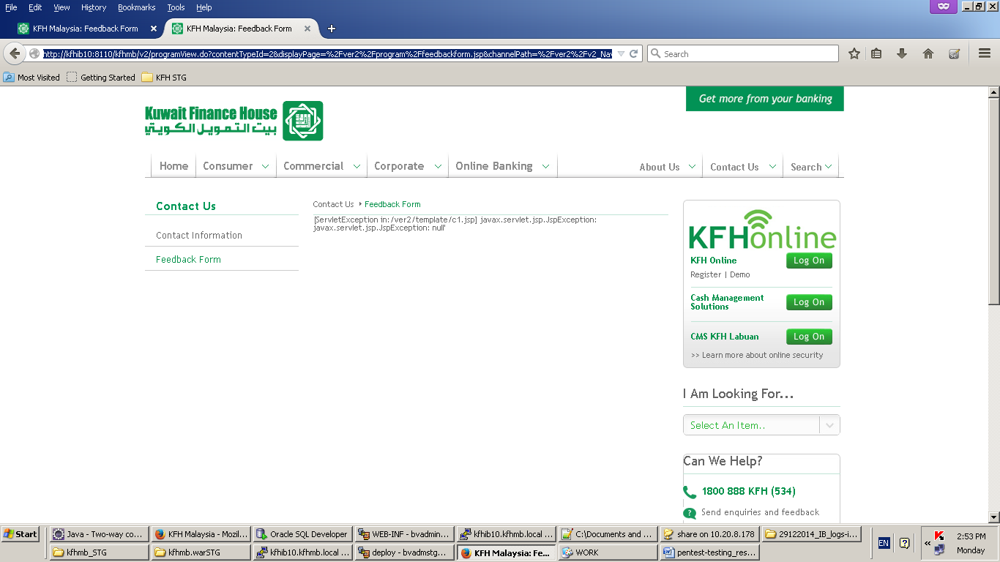 File Edit View History Bookmarks Tools Help
KFH Malaysia: Feedback Form
KFH Malaysia: Feedback Form
http://kfhib10:8110/kfhmb/v2/programView.do?contentTypeId=2&displayPage=%2Fver2%2Fprogram%2Ffeedbackform.jsp&channelPath=%2Fver2%2Fv2_Nav
Search
Most Visited Getting Started KFH STG
Get more from your banking
Kuwait Finance House
بيت التمويل الكويتي
Home Consumer Commercial Corporate Online Banking About Us Contact Us Search
Contact Us
Contact Information
Feedback Form
Contact Us Feedback Form
[ServletException in:/ver2/template/c1.jsp] javax.servlet.jsp.JspException:
javax.servlet.jsp.JspException: null'
KFHonline
KFH Online Log On
Register | Demo
Cash Management
Solutions
Log On
CMS KFH Labuan Log On
>> Learn more about online security
I Am Looking For...
Select An Item..
Can We Help?
1800 888 KFH (534)
Send enquiries and feedback
Start Java - Two-way co... KFH Malaysia - Mozil... Oracle SQL Developer WEB-INF - bvadmin... kfhib10.kfhmb.local ... C:\Documents and ... share on 10.20.8.178 29122014_IB_logs-i...
kfhmb_STG kfhmb.warSTG kfhib10.kfhmb.local ... deploy - bvadmstg... KFH Malaysia: Fe... WORK pentest-testing_res...
EN
2:53 PM
Monday